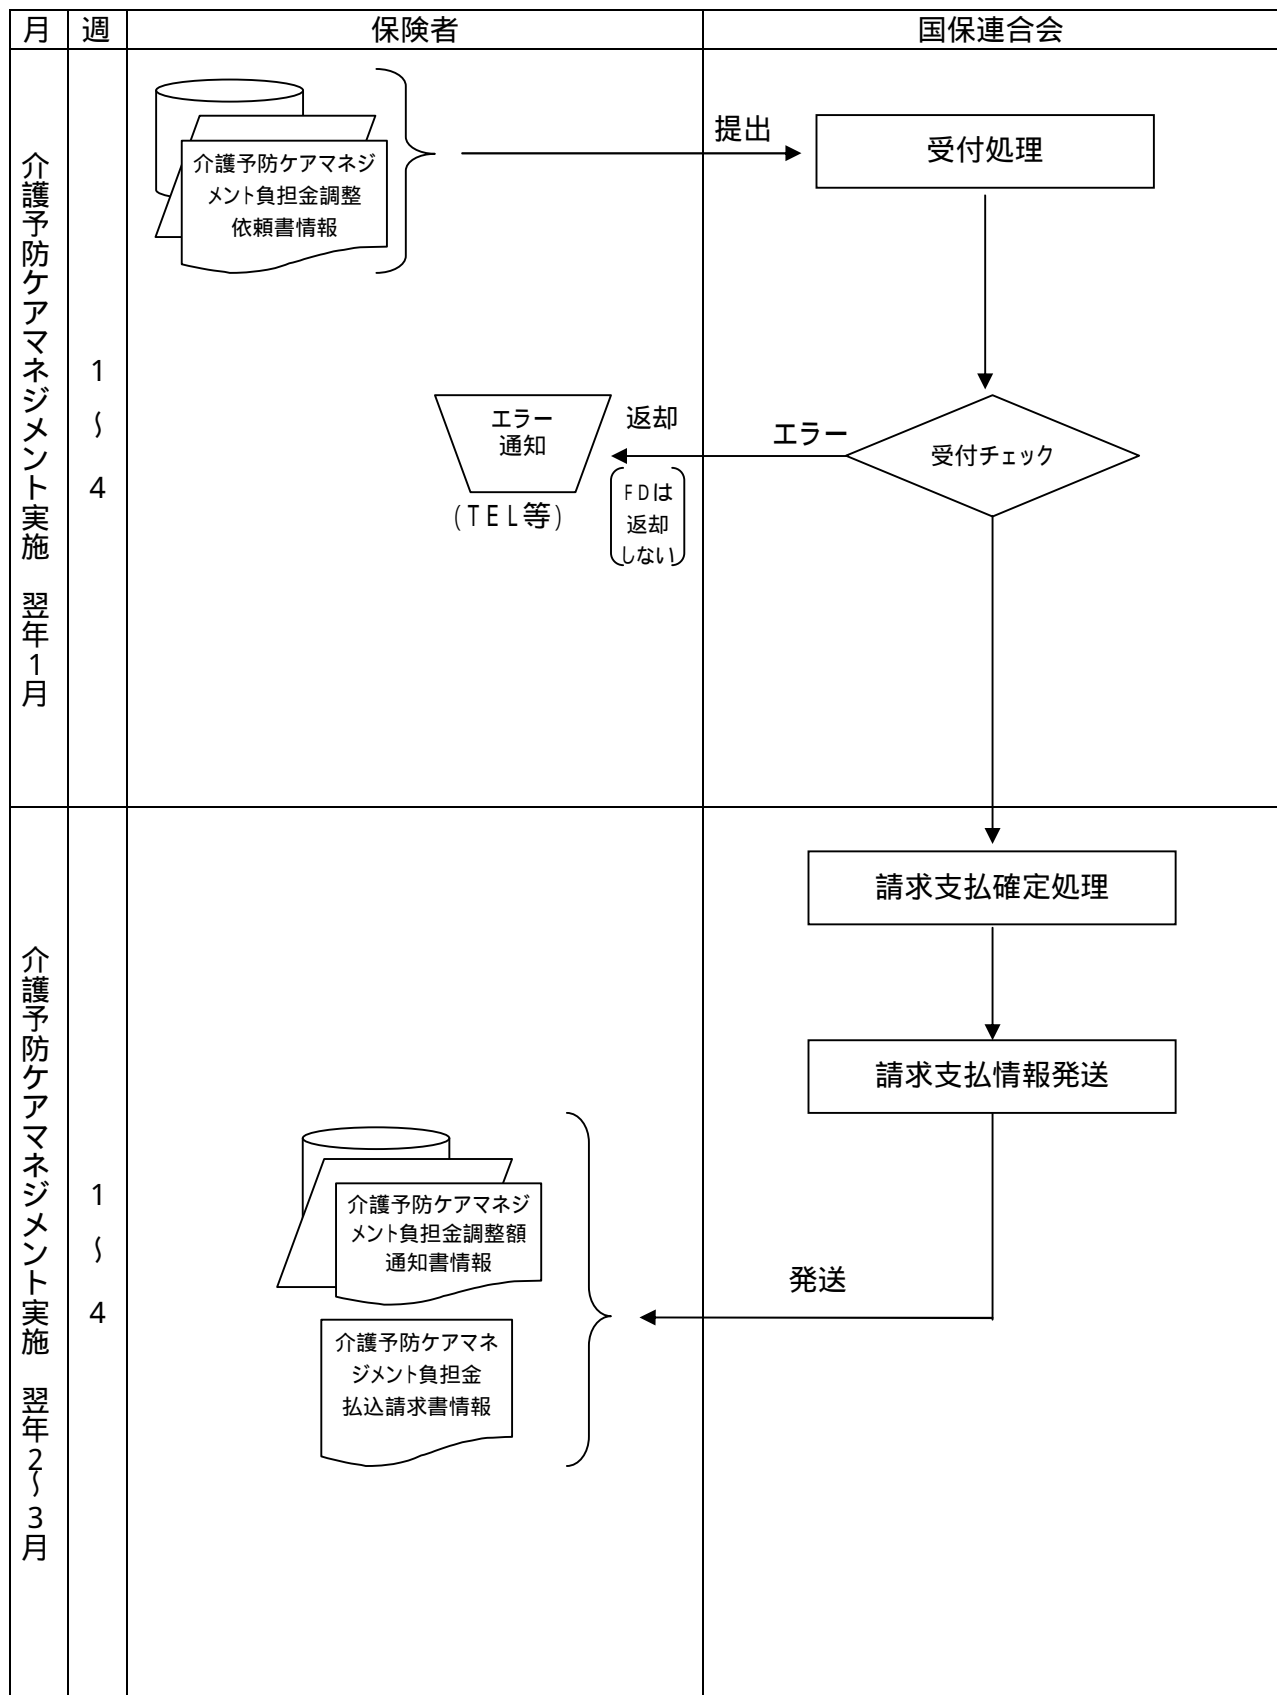 月 週 保険者 国保連合会
介護予防ケアマネジメント実施　翌年1月
1
～
4
介護予防ケアマネジ
メント負担金調整
依頼書情報
提出
受付処理
受付チェック
エラー
返却
エラー
通知
(TEL等)
FDは
返却
しない
介護予防ケアマネジメント実施　翌年2～3月
1
～
4
請求支払確定処理
請求支払情報発送
発送
介護予防ケアマネジ
メント負担金調整額
通知書情報
介護予防ケアマネ
ジメント負担金
払込請求書情報